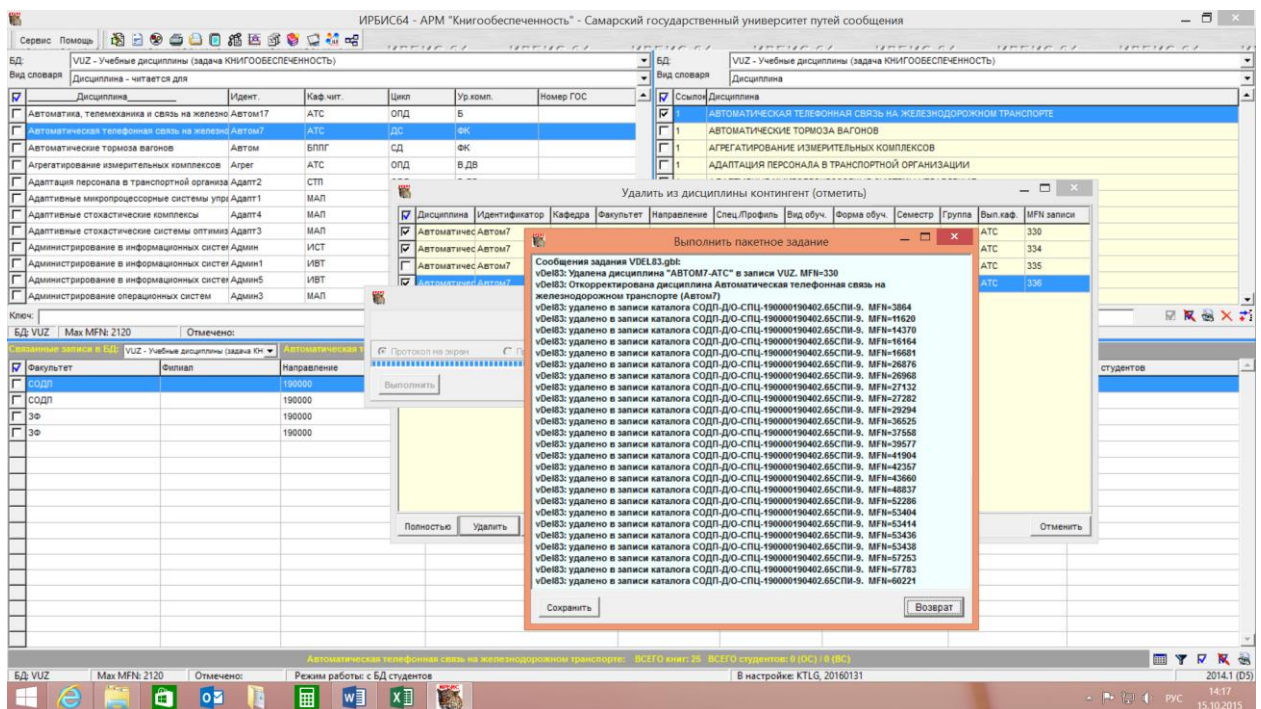 ИРБИС64 - АРМ "Книгообеспеченность" - Самарский государственный университет путей сообщения
Сервис Помощь
БД: VUZ - Учебные дисциплины (задача КНИГООБЕСПЕЧЕННОСТЬ)
Вид словаря Дисциплина - читается для
Дисциплина Идент. Каф.чит. Цикл Ур.комп. Номер ГОС
Автоматика, телемеханика и связь на железно Автом17 АТС ОПД Б
Автоматическая телефонная связь на железно Автом7 АТС ДС ФК
Автоматические тормоза вагонов Автом БППГ СД ФК
Агрегатирование измерительных комплексов Агрег АТС ОПД В.ДВ
Адаптация персонала в транспортной организа Адапт2 СТП
Адаптивные микропроцессорные системы упра Адапт1 МАП
Адаптивные стохастические комплексы Адапт4 МАП
Адаптивные стохастические системы оптимиз Адапт3 МАП
Администрирование в информационных систем Админ ИСТ
Администрирование в информационных систем Админ1 ИВТ
Администрирование в информационных систем Админ5 ИВТ
Администрирование операционных систем Админ3 МАП
Ключ:
БД: VUZ Max MFN: 2120 Отмечено:
БД: VUZ - Учебные дисциплины (задача КНИГООБЕСПЕЧЕННОСТЬ)
Вид словаря Дисциплина
Ссылок Дисциплина
1 АВТОМАТИЧЕСКАЯ ТЕЛЕФОННАЯ СВЯЗЬ НА ЖЕЛЕЗНОДОРОЖНОМ ТРАНСПОРТЕ
1 АВТОМАТИЧЕСКИЕ ТОРМОЗА ВАГОНОВ
1 АГРЕГАТИРОВАНИЕ ИЗМЕРИТЕЛЬНЫХ КОМПЛЕКСОВ
1 АДАПТАЦИЯ ПЕРСОНАЛА В ТРАНСПОРТНОЙ ОРГАНИЗАЦИИ
Удалить из дисциплины контингент (отметить)
Дисциплина Идентификатор Кафедра Факультет Направление Спец./Профиль Вид обуч. Форма обуч. Семестр Группа Вып.каф. MFN записи
Автоматичес Автом7 АТС 330
Автоматичес Автом7 АТС 334
Автоматичес Автом7 АТС 335
Автоматичес Автом7 АТС 336
Полностью Удалить Отменить
Протокол на экран
Выполнить
Выполнить пакетное задание
Сообщения задания VDEL83.gbl:
vDel83: Удалена дисциплина "АВТОМ7-АТС" в записи VUZ. MFN=330
vDel83: Откорректирована дисциплина Автоматическая телефонная связь на
железнодорожном транспорте (Автом7)
vDel83: удалено в записи каталога СОДП-Д/О-СПЦ-190000190402.65СПИ-9. MFN=3864
vDel83: удалено в записи каталога СОДП-Д/О-СПЦ-190000190402.65СПИ-9. MFN=11620
vDel83: удалено в записи каталога СОДП-Д/О-СПЦ-190000190402.65СПИ-9. MFN=14370
vDel83: удалено в записи каталога СОДП-Д/О-СПЦ-190000190402.65СПИ-9. MFN=16164
vDel83: удалено в записи каталога СОДП-Д/О-СПЦ-190000190402.65СПИ-9. MFN=16681
vDel83: удалено в записи каталога СОДП-Д/О-СПЦ-190000190402.65СПИ-9. MFN=26876
vDel83: удалено в записи каталога СОДП-Д/О-СПЦ-190000190402.65СПИ-9. MFN=26968
vDel83: удалено в записи каталога СОДП-Д/О-СПЦ-190000190402.65СПИ-9. MFN=27132
vDel83: удалено в записи каталога СОДП-Д/О-СПЦ-190000190402.65СПИ-9. MFN=27282
vDel83: удалено в записи каталога СОДП-Д/О-СПЦ-190000190402.65СПИ-9. MFN=29294
vDel83: удалено в записи каталога СОДП-Д/О-СПЦ-190000190402.65СПИ-9. MFN=36525
vDel83: удалено в записи каталога СОДП-Д/О-СПЦ-190000190402.65СПИ-9. MFN=37558
vDel83: удалено в записи каталога СОДП-Д/О-СПЦ-190000190402.65СПИ-9. MFN=39577
vDel83: удалено в записи каталога СОДП-Д/О-СПЦ-190000190402.65СПИ-9. MFN=41904
vDel83: удалено в записи каталога СОДП-Д/О-СПЦ-190000190402.65СПИ-9. MFN=42357
vDel83: удалено в записи каталога СОДП-Д/О-СПЦ-190000190402.65СПИ-9. MFN=43660
vDel83: удалено в записи каталога СОДП-Д/О-СПЦ-190000190402.65СПИ-9. MFN=48837
vDel83: удалено в записи каталога СОДП-Д/О-СПЦ-190000190402.65СПИ-9. MFN=52286
vDel83: удалено в записи каталога СОДП-Д/О-СПЦ-190000190402.65СПИ-9. MFN=53404
vDel83: удалено в записи каталога СОДП-Д/О-СПЦ-190000190402.65СПИ-9. MFN=53414
vDel83: удалено в записи каталога СОДП-Д/О-СПЦ-190000190402.65СПИ-9. MFN=53436
vDel83: удалено в записи каталога СОДП-Д/О-СПЦ-190000190402.65СПИ-9. MFN=53438
vDel83: удалено в записи каталога СОДП-Д/О-СПЦ-190000190402.65СПИ-9. MFN=57253
vDel83: удалено в записи каталога СОДП-Д/О-СПЦ-190000190402.65СПИ-9. MFN=57783
vDel83: удалено в записи каталога СОДП-Д/О-СПЦ-190000190402.65СПИ-9. MFN=60221
Сохранить Возврат
Связанные записи в БД: VUZ - Учебные дисциплины (задача КН Автоматическая т
Факультет Филиал Направление студентов
СОДП 190000
СОДП 190000
ЗФ 190000
ЗФ 190000
Автоматическая телефонная связь на железнодорожном транспорте: ВСЕГО книг: 25 ВСЕГО студентов: 0 (ОС) / 0 (ВС)
БД: VUZ Max MFN: 2120 Отмечено: Режим работы: с БД студентов В настройке: KTLG, 20160131 2014.1 (D5)
РУС 14:17
15.10.2015